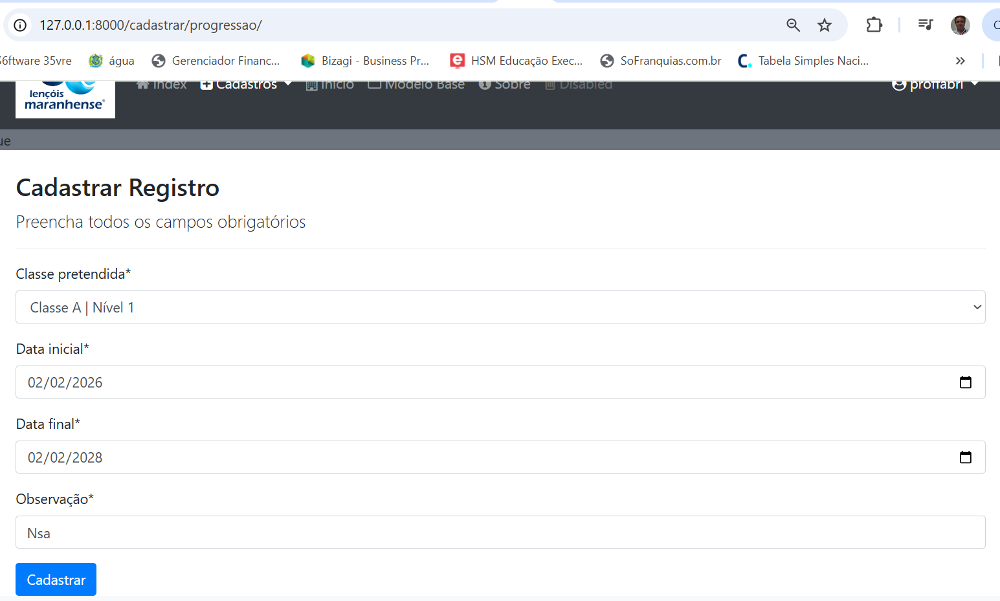 127.0.0.1:8000/cadastrar/progressao/
S6ftware 35vre água Gerenciador Financ... Bizagi - Business Pr... HSM Educação Exec... SoFranquias.com.br Tabela Simples Naci... »
lençóis
maranhense®
Index Cadastros Início Modelo Base Sobre Disabled proffabri
ue
Cadastrar Registro
Preencha todos os campos obrigatórios
Classe pretendida*
Classe A | Nível 1
Data inicial*
02/02/2026
Data final*
02/02/2028
Observação*
Nsa
Cadastrar